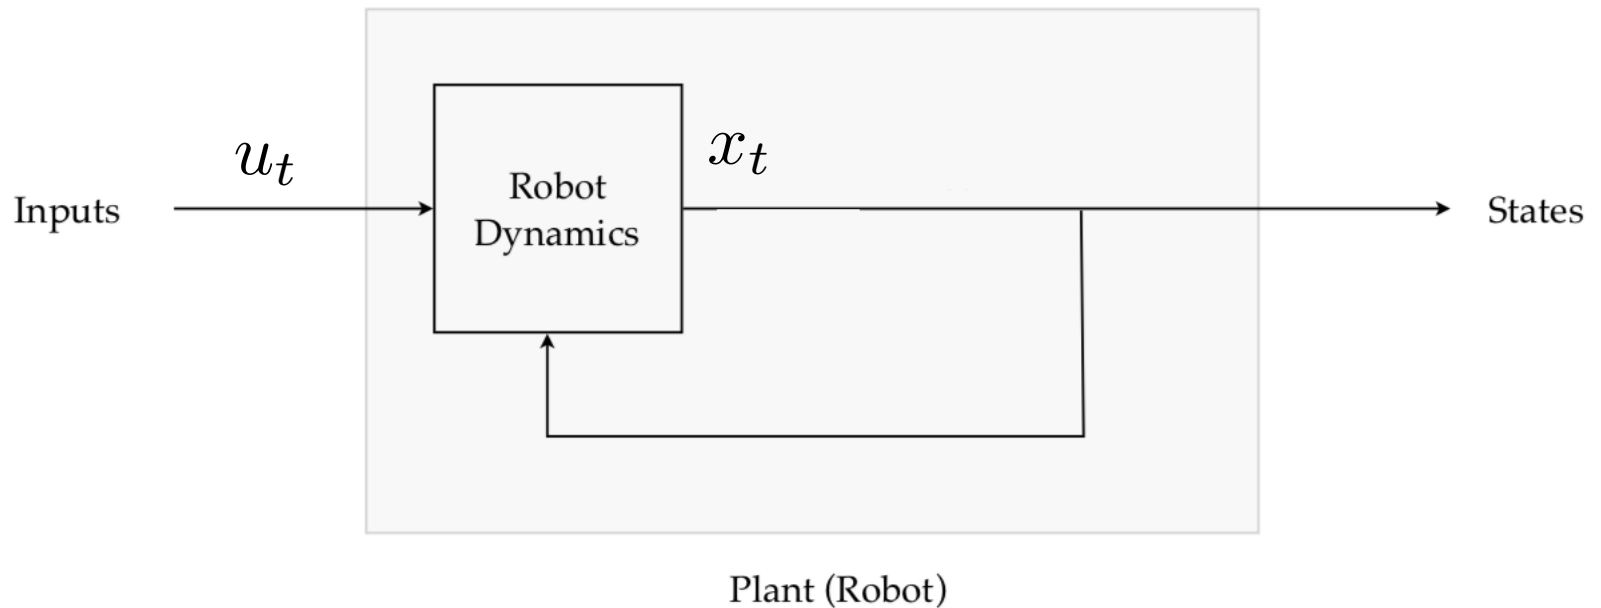 u_t
x_t
Inputs
Robot
Dynamics
States
Plant (Robot)